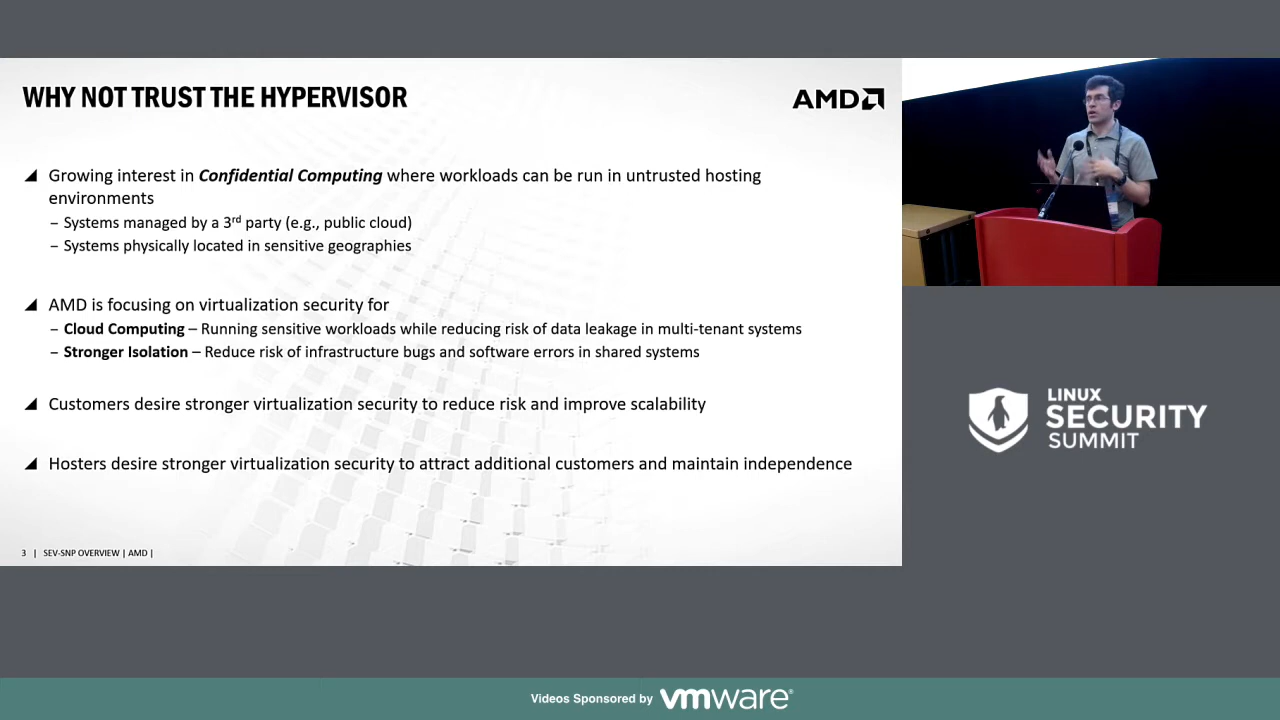 WHY NOT TRUST THE HYPERVISOR
AMD
Growing interest in Confidential Computing where workloads can be run in untrusted hosting
environments
– Systems managed by a 3rd party (e.g., public cloud)
– Systems physically located in sensitive geographies
AMD is focusing on virtualization security for
– Cloud Computing – Running sensitive workloads while reducing risk of data leakage in multi-tenant systems
– Stronger Isolation – Reduce risk of infrastructure bugs and software errors in shared systems
Customers desire stronger virtualization security to reduce risk and improve scalability
Hosters desire stronger virtualization security to attract additional customers and maintain independence
3 | SEV-SNP OVERVIEW | AMD |
LINUX
SECURITY
SUMMIT
Videos Sponsored by vmware®